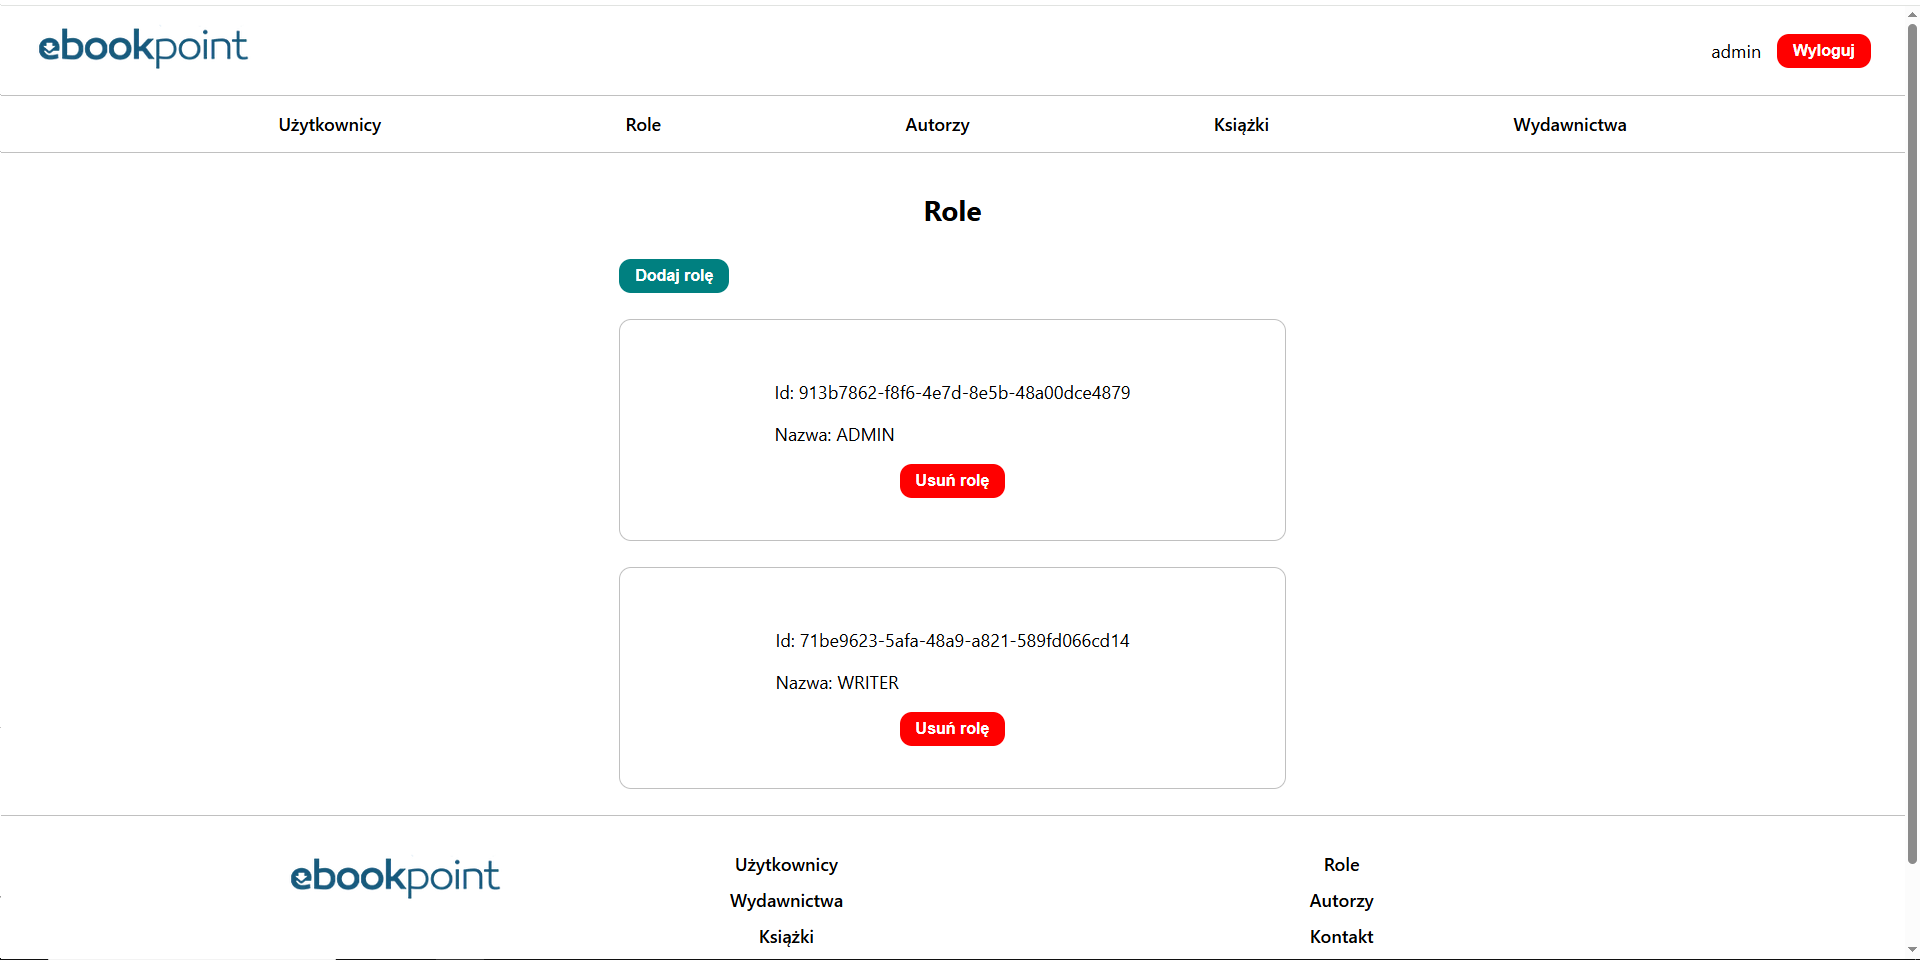 ebookpoint
admin Wyloguj
Użytkownicy Role Autorzy Książki Wydawnictwa
Role
Dodaj rolę
Id: 913b7862-f8f6-4e7d-8e5b-48a00dce4879
Nazwa: ADMIN
Usuń rolę
Id: 71be9623-5afa-48a9-a821-589fd066cd14
Nazwa: WRITER
Usuń rolę
ebookpoint
Użytkownicy Role
Wydawnictwa Autorzy
Książki Kontakt